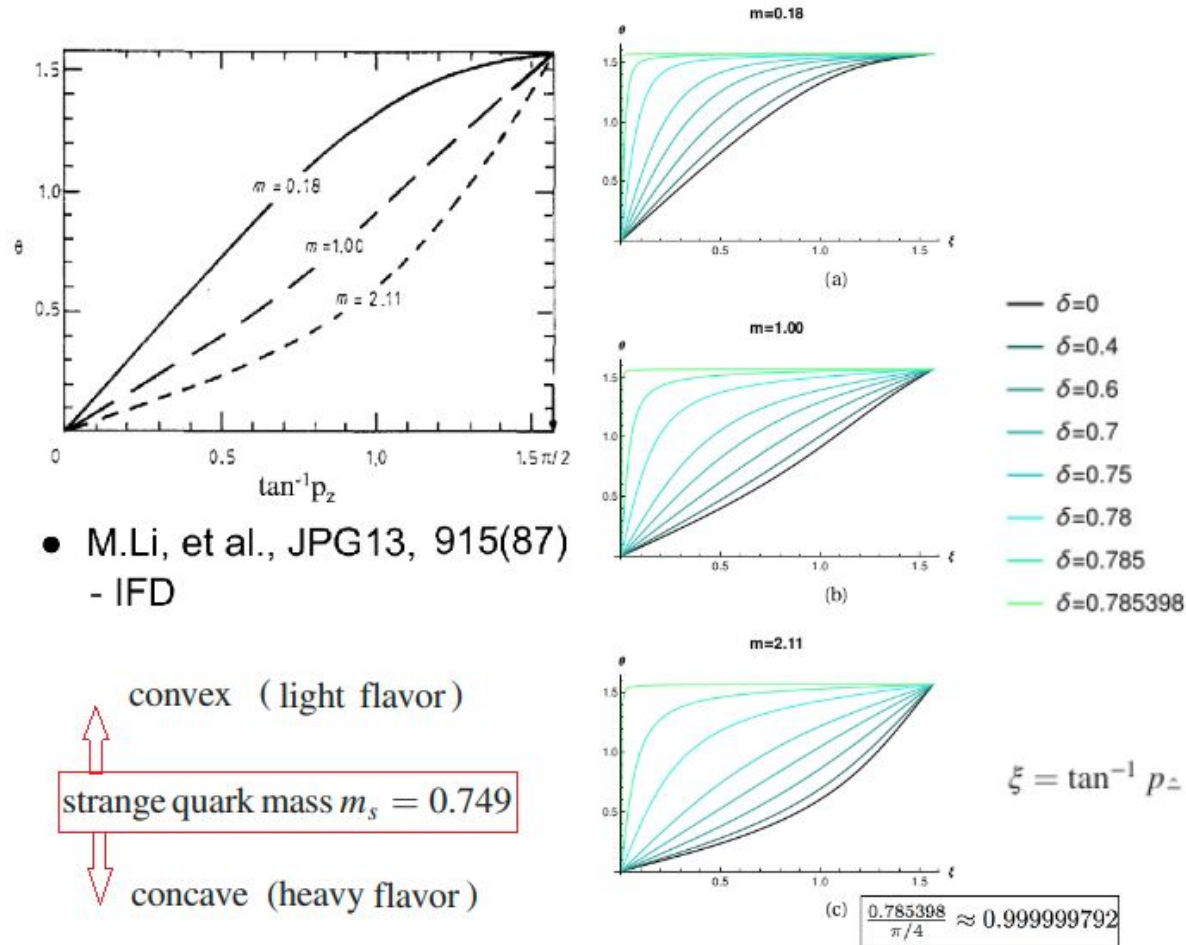 1.5
1.0
0.5
0
0.5
1.0
1.5 π/2
θ
m = 0.18
m = 1.00
m = 2.11
tan⁻¹p_z
● M.Li, et al., JPG13, 915(87)
- IFD
convex ( light flavor)
strange quark mass m_s = 0.749
concave (heavy flavor)
m=0.18
θ
1.5
1.0
0.5
0.5
1.0
1.5
ξ
(a)
m=1.00
θ
1.5
1.0
0.5
0.5
1.0
1.5
ξ
(b)
m=2.11
θ
1.5
1.0
0.5
0.5
1.0
1.5
ξ
(c)
δ=0
δ=0.4
δ=0.6
δ=0.7
δ=0.75
δ=0.78
δ=0.785
δ=0.785398
ξ = tan⁻¹ p_≏
0.785398
π/4
≈ 0.999999792